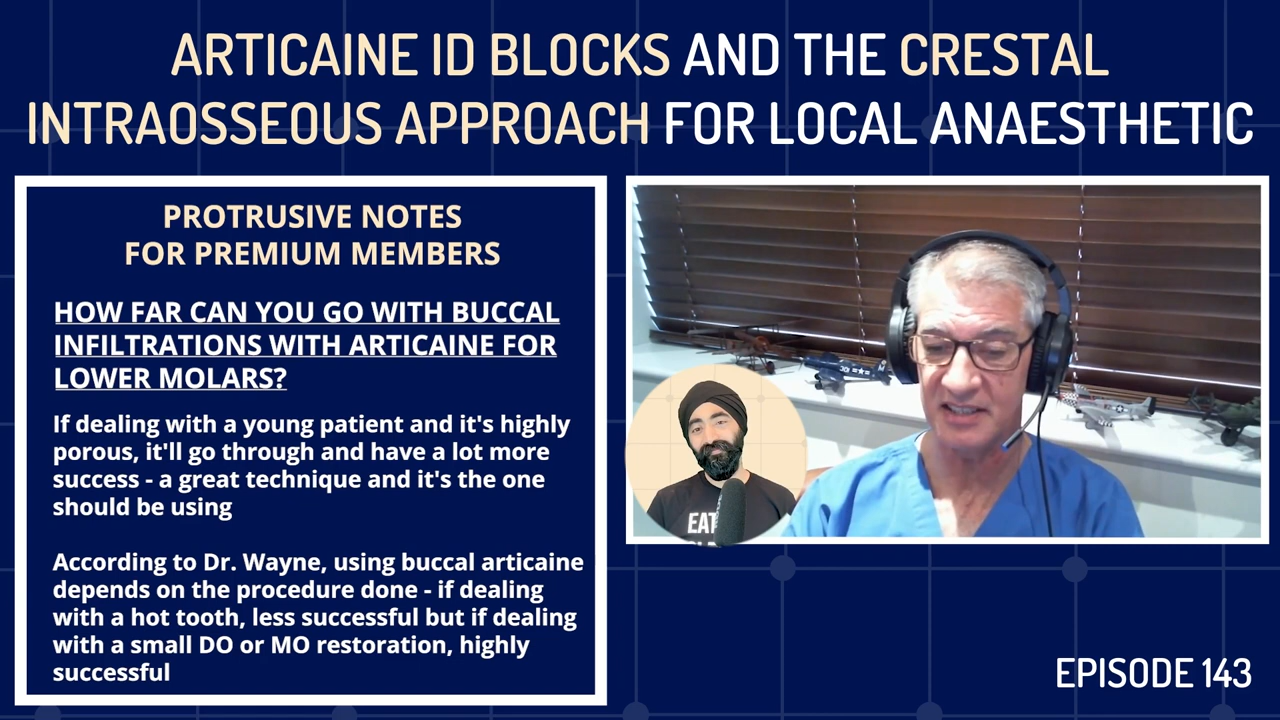 ARTICAINE ID BLOCKS AND THE CRESTAL
INTRAOSSEOUS APPROACH FOR LOCAL ANAESTHETIC
PROTRUSIVE NOTES
FOR PREMIUM MEMBERS
HOW FAR CAN YOU GO WITH BUCCAL
INFILTRATIONS WITH ARTICAINE FOR
LOWER MOLARS?
If dealing with a young patient and it's highly
porous, it'll go through and have a lot more
success - a great technique and it's the one
should be using
According to Dr. Wayne, using buccal articaine
depends on the procedure done - if dealing
with a hot tooth, less successful but if dealing
with a small DO or MO restoration, highly
successful
EAT
EPISODE 143